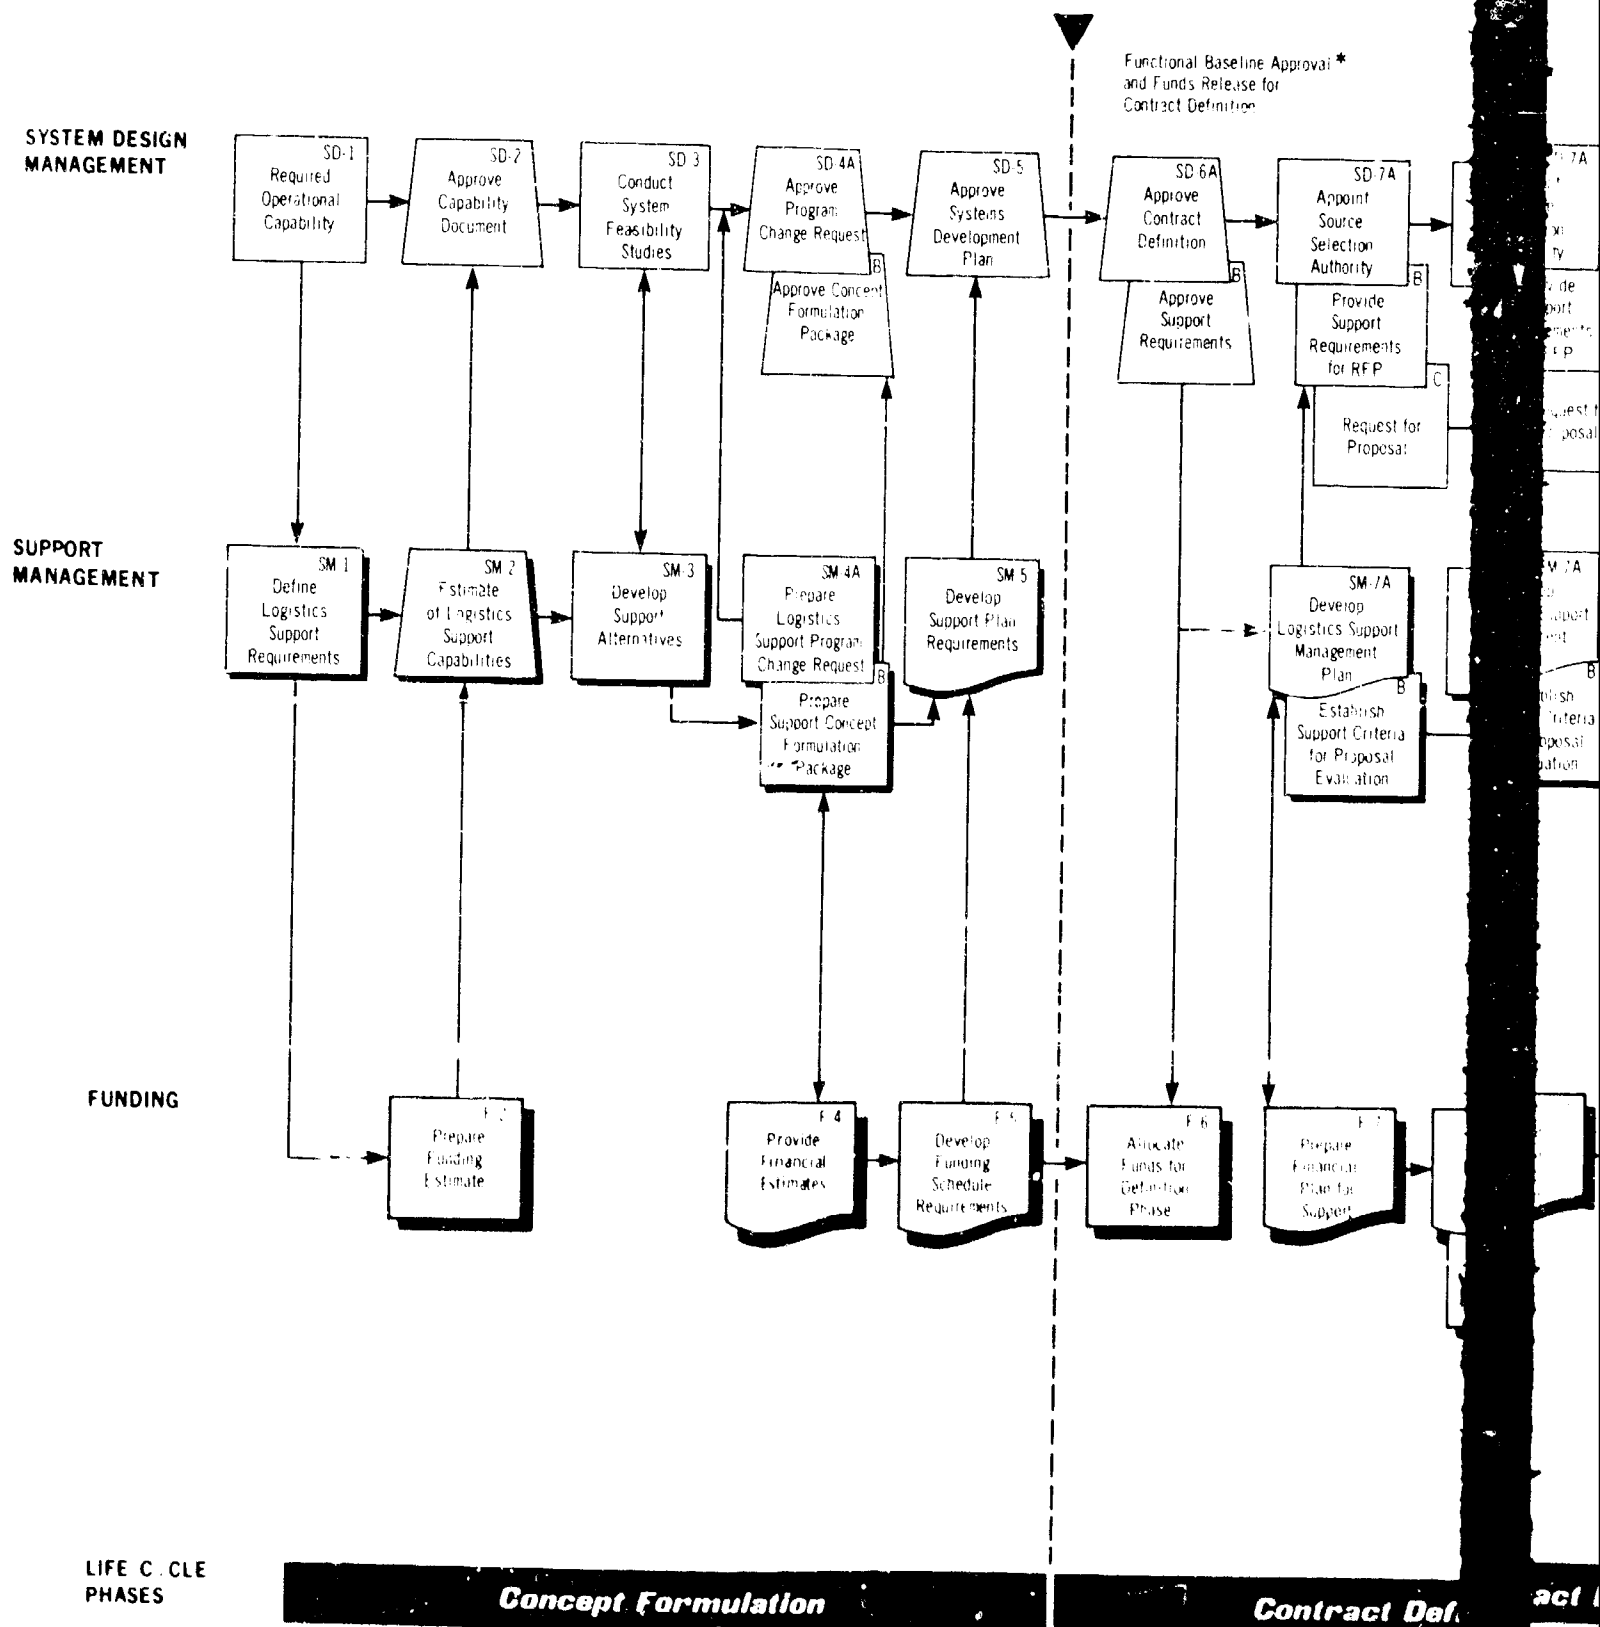 Functional Baseline Approval *
and Funds Release for
Contract Definition
SYSTEM DESIGN
MANAGEMENT
SD-1
Required
Operational
Capability
SD-2
Approve
Capability
Document
SD-3
Conduct
System
Feasibility
Studies
SD-4A
Approve
Program
Change Request
B
Approve Concept
Formulation
Package
SD-5
Approve
Systems
Development
Plan
SD-6A
Approve
Contract
Definition
B
Approve
Support
Requirements
SD-7A
Appoint
Source
Selection
Authority
B
Provide
Support
Requirements
for RFP
C
Request for
Proposal
SUPPORT
MANAGEMENT
SM-1
Define
Logistics
Support
Requirements
SM-2
Estimate
of Logistics
Support
Capabilities
SM-3
Develop
Support
Alternatives
SM-4A
Prepare
Logistics
Support Program
Change Request
B
Prepare
Support Concept
Formulation
Package
SM-5
Develop
Support Plan
Requirements
SM-7A
Develop
Logistics Support
Management
Plan
B
Establish
Support Criteria
for Proposal
Evaluation
B
FUNDING
F-2
Prepare
Funding
Estimate
F-4
Provide
Financial
Estimates
F-5
Develop
Funding
Schedule
Requirements
F-6
Allocate
Funds for
Definition
Phase
F-7
Prepare
Financial
Plan for
Support
LIFE C CLE
PHASES
Concept Formulation
Contract Def
act